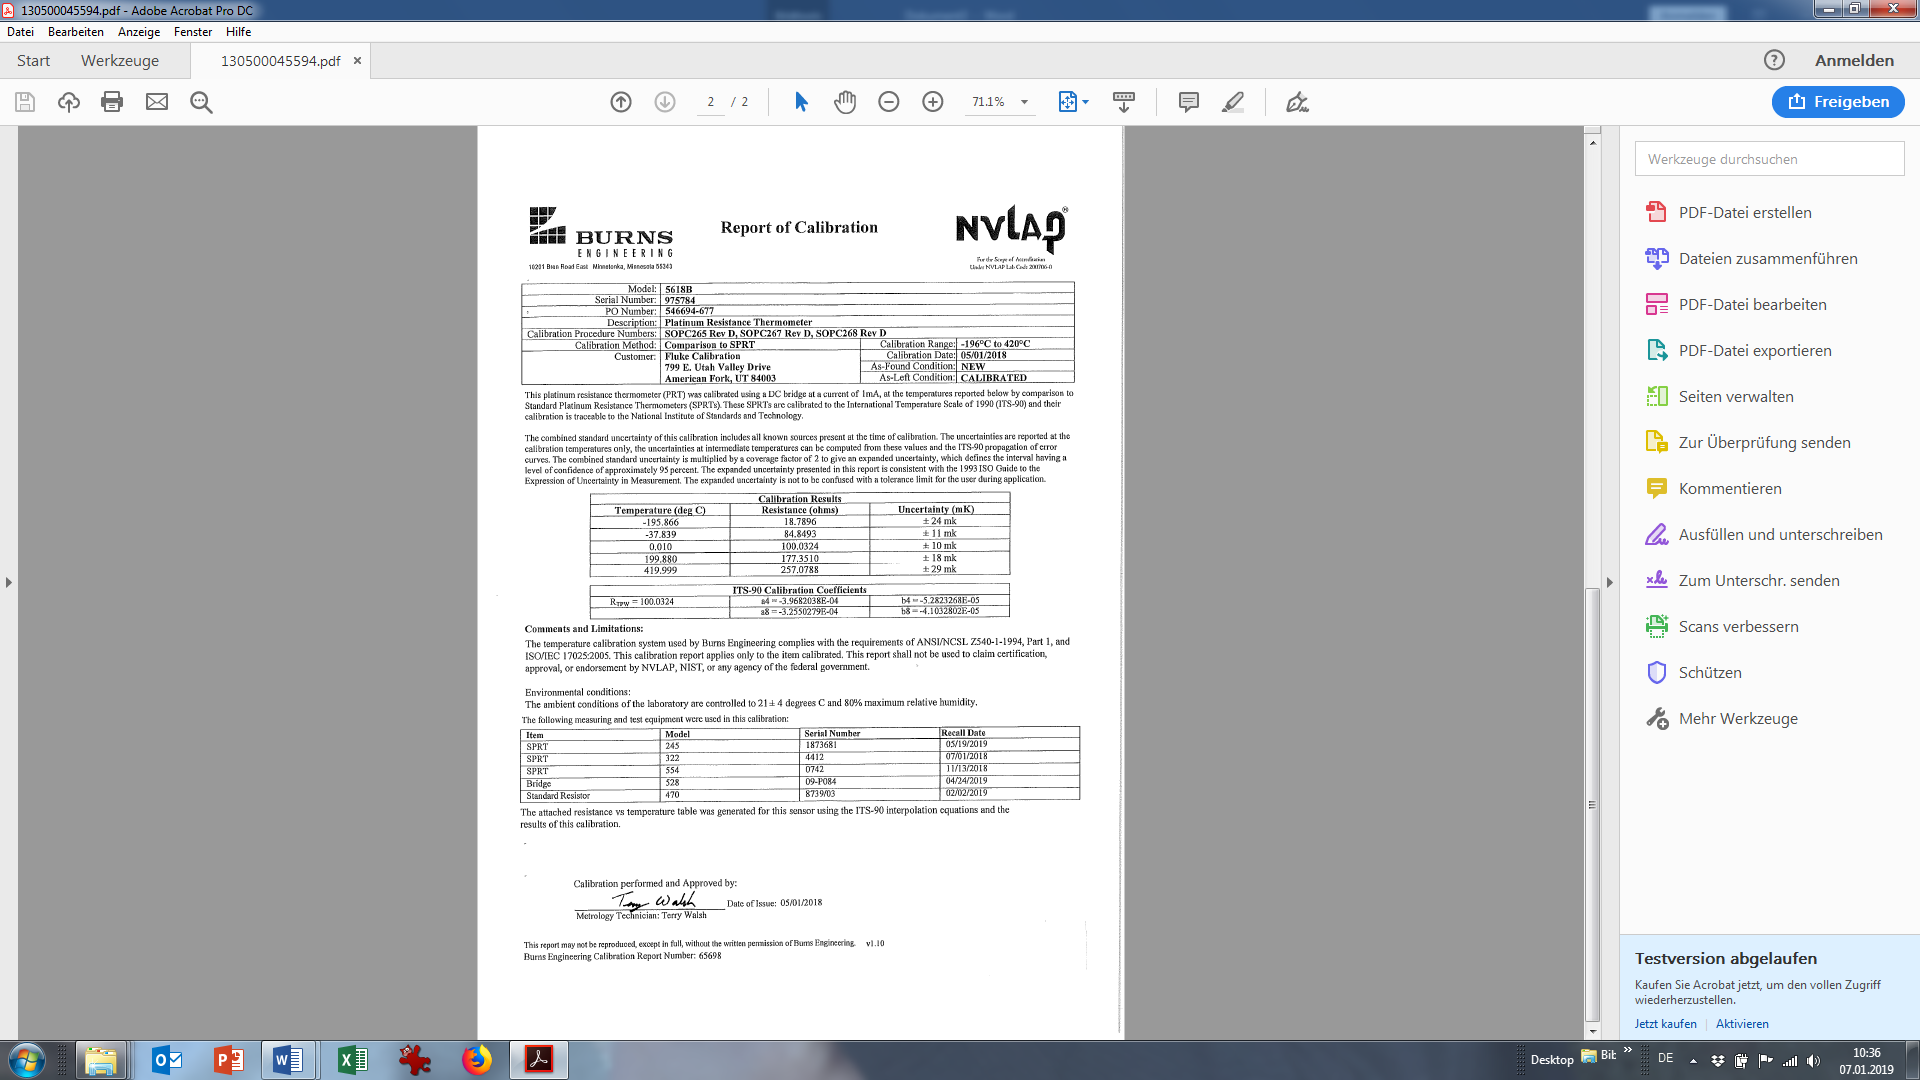 130500045594.pdf - Adobe Acrobat Pro DC
Datei Bearbeiten Anzeige Fenster Hilfe
Start Werkzeuge 130500045594.pdf × Anmelden
2 / 2 71.1% Freigeben
BURNS
ENGINEERING
10201 Bren Road East Minnetonka, Minnesota 55343
Report of Calibration
NVLAP®
For the Scope of Accreditation
Under NVLAP Lab Code 200706-0
Model: 5618B
Serial Number: 975784
PO Number: 546694-677
Description: Platinum Resistance Thermometer
Calibration Procedure Numbers: SOPC265 Rev D, SOPC267 Rev D, SOPC268 Rev D
Calibration Method: Comparison to SPRT Calibration Range: -196°C to 420°C
Customer: Fluke Calibration Calibration Date: 05/01/2018
799 E. Utah Valley Drive As-Found Condition: NEW
American Fork, UT 84003 As-Left Condition: CALIBRATED
This platinum resistance thermometer (PRT) was calibrated using a DC bridge at a current of 1mA, at the temperatures reported below by comparison to
Standard Platinum Resistance Thermometers (SPRTs). These SPRTs are calibrated to the International Temperature Scale of 1990 (ITS-90) and their
calibration is traceable to the National Institute of Standards and Technology.
The combined standard uncertainty of this calibration includes all known sources present at the time of calibration. The uncertainties are reported at the
calibration temperatures only, the uncertainties at intermediate temperatures can be computed from these values and the ITS-90 propagation of error
curves. The combined standard uncertainty is multiplied by a coverage factor of 2 to give an expanded uncertainty, which defines the interval having a
level of confidence of approximately 95 percent. The expanded uncertainty presented in this report is consistent with the 1993 ISO Guide to the
Expression of Uncertainty in Measurement. The expanded uncertainty is not to be confused with a tolerance limit for the user during application.
Calibration Results
Temperature (deg C) Resistance (ohms) Uncertainty (mK)
-195.866 18.7896 ± 24 mk
-37.839 84.8493 ± 11 mk
0.010 100.0324 ± 10 mk
199.880 177.3510 ± 18 mk
419.999 257.0788 ± 29 mk
ITS-90 Calibration Coefficients
RTPW = 100.0324 a4 = -3.9682038E-04 b4 = -5.2823268E-05
a8 = -3.2550279E-04 b8 = -4.1032802E-05
Comments and Limitations:
The temperature calibration system used by Burns Engineering complies with the requirements of ANSI/NCSL Z540-1-1994, Part 1, and
ISO/IEC 17025:2005. This calibration report applies only to the item calibrated. This report shall not be used to claim certification,
approval, or endorsement by NVLAP, NIST, or any agency of the federal government.
Environmental conditions:
The ambient conditions of the laboratory are controlled to 21± 4 degrees C and 80% maximum relative humidity.
The following measuring and test equipment were used in this calibration:
Item Model Serial Number Recall Date
SPRT 245 1873681 05/19/2019
SPRT 322 4412 07/01/2018
SPRT 554 0742 11/13/2018
Bridge 528 09-P084 04/24/2019
Standard Resistor 470 8739/03 02/02/2019
The attached resistance vs temperature table was generated for this sensor using the ITS-90 interpolation equations and the
results of this calibration.
Calibration performed and Approved by:
Terry Walsh Date of Issue: 05/01/2018
Metrology Technician: Terry Walsh
This report may not be reproduced, except in full, without the written permission of Burns Engineering. v1.10
Burns Engineering Calibration Report Number: 65698
Werkzeuge durchsuchen
PDF-Datei erstellen
Dateien zusammenführen
PDF-Datei bearbeiten
PDF-Datei exportieren
Seiten verwalten
Zur Überprüfung senden
Kommentieren
Ausfüllen und unterschreiben
Zum Unterschr. senden
Scans verbessern
Schützen
Mehr Werkzeuge
Testversion abgelaufen
Kaufen Sie Acrobat jetzt, um den vollen Zugriff
wiederherzustellen.
Jetzt kaufen Aktivieren
Desktop Bib » DE 10:36
07.01.2019